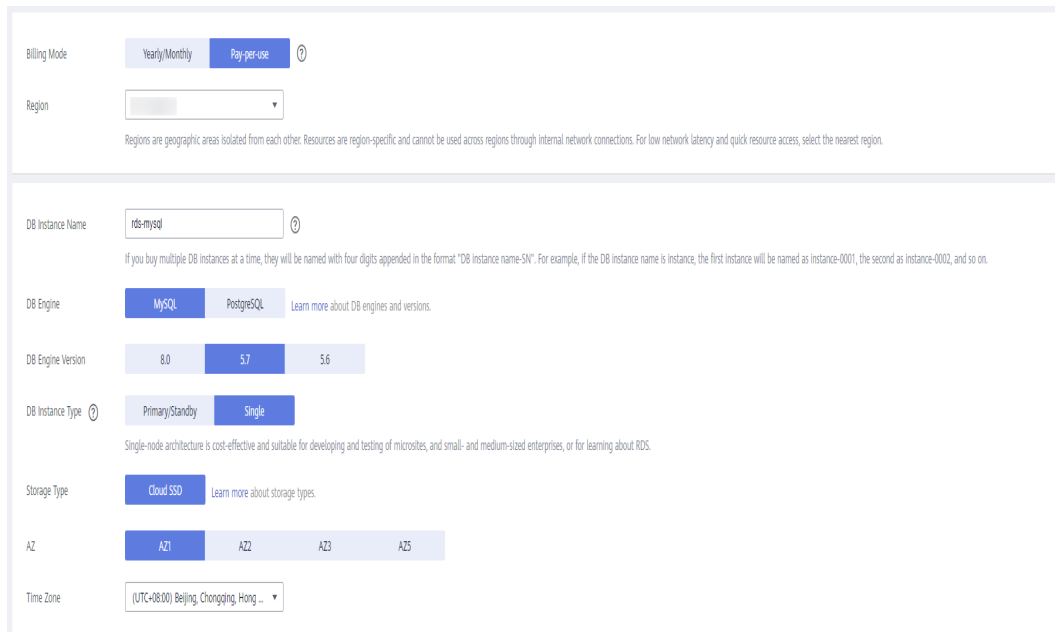 Billing Mode Yearly/Monthly Pay-per-use ?
Region
Regions are geographic areas isolated from each other. Resources are region-specific and cannot be used across regions through internal network connections. For low network latency and quick resource access, select the nearest region.
DB Instance Name rds-mysql ?
If you buy multiple DB instances at a time, they will be named with four digits appended in the format "DB instance name-SN". For example, if the DB instance name is instance, the first instance will be named as instance-0001, the second as instance-0002, and so on.
DB Engine MySQL PostgreSQL Learn more about DB engines and versions.
DB Engine Version 8.0 5.7 5.6
DB Instance Type ? Primary/Standby Single
Single-node architecture is cost-effective and suitable for developing and testing of microsites, and small- and medium-sized enterprises, or for learning about RDS.
Storage Type Cloud SSD Learn more about storage types.
AZ AZ1 AZ2 AZ3 AZ5
Time Zone (UTC+08:00) Beijing, Chongqing, Hong ...